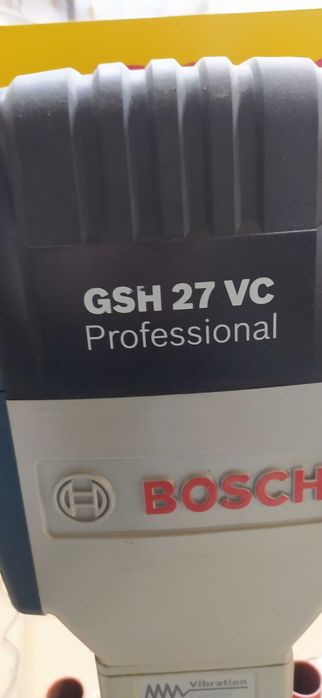 GSH 27 VC
Professional
BOSCH
Vibration